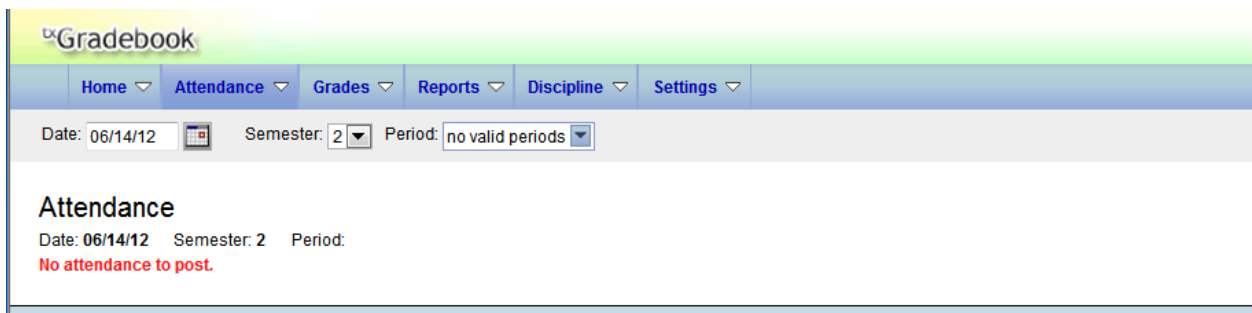 txGradebook
Home Attendance Grades Reports Discipline Settings
Date: 06/14/12 Semester: 2 Period: no valid periods
Attendance
Date: 06/14/12 Semester: 2 Period:
No attendance to post.